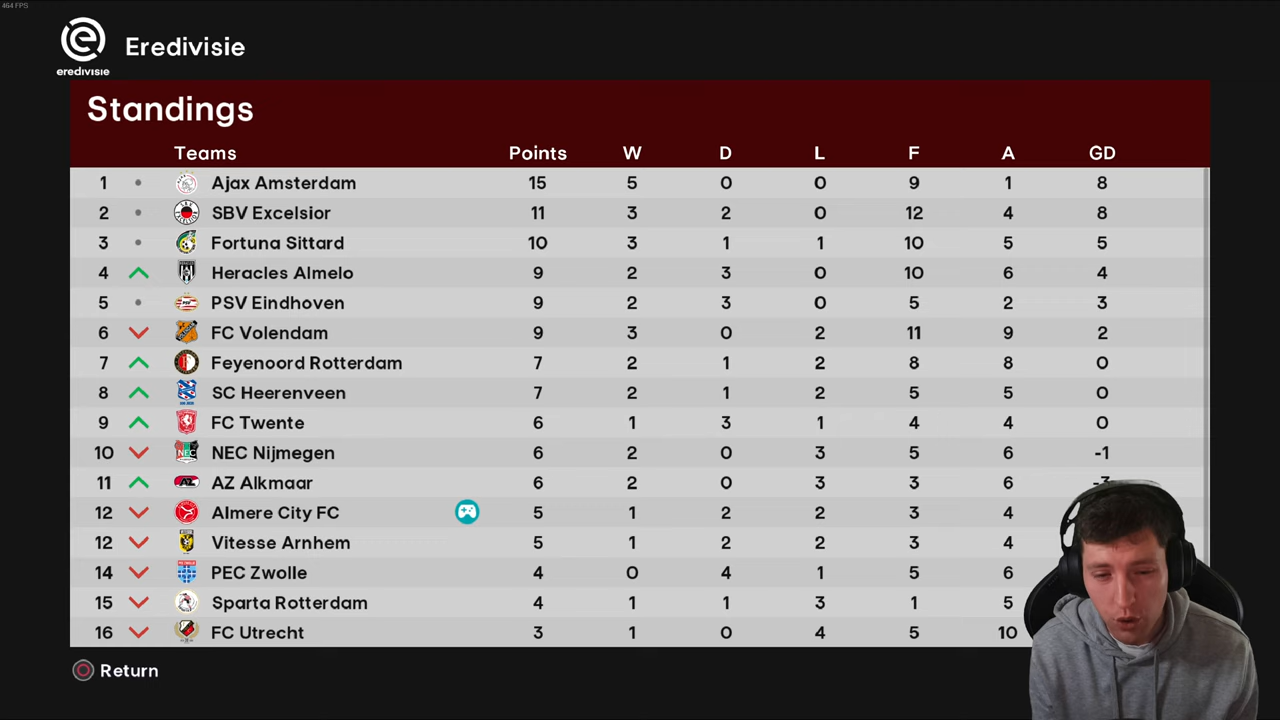 464 FPS
eredivisie
Eredivisie
Standings
Teams Points W D L F A GD
1 Ajax Amsterdam 15 5 0 0 9 1 8
2 SBV Excelsior 11 3 2 0 12 4 8
3 Fortuna Sittard 10 3 1 1 10 5 5
4 Heracles Almelo 9 2 3 0 10 6 4
5 PSV Eindhoven 9 2 3 0 5 2 3
6 FC Volendam 9 3 0 2 11 9 2
7 Feyenoord Rotterdam 7 2 1 2 8 8 0
8 SC Heerenveen 7 2 1 2 5 5 0
9 FC Twente 6 1 3 1 4 4 0
10 NEC Nijmegen 6 2 0 3 5 6 -1
11 AZ Alkmaar 6 2 0 3 3 6 -3
12 Almere City FC 5 1 2 2 3 4
12 Vitesse Arnhem 5 1 2 2 3 4
14 PEC Zwolle 4 0 4 1 5 6
15 Sparta Rotterdam 4 1 1 3 1 5
16 FC Utrecht 3 1 0 4 5 10
Return